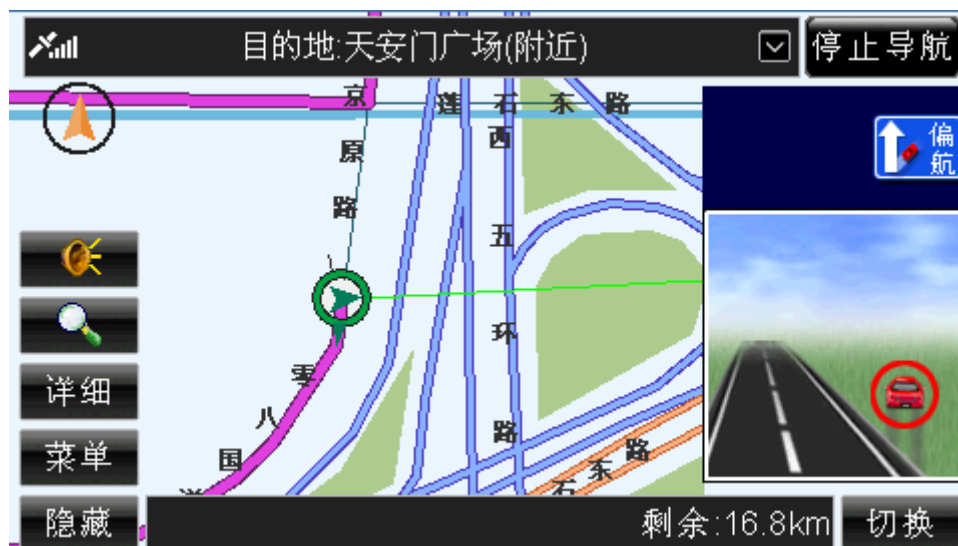 目的地:天安门广场(附近)
停止导航
京原路
莲石东路
西五环路
偏航
详细
菜单
隐藏
零八国道
石东路
剩余:16.8km
切换